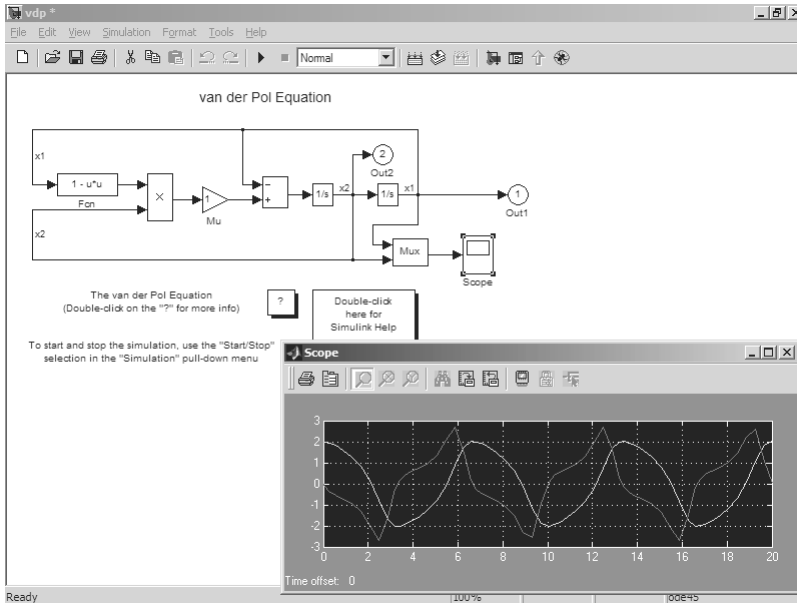 vdp *
File Edit View Simulation Format Tools Help
Normal
van der Pol Equation
x1
1 - u*u
Fcn
x2
×
1
Mu
−
+
1/s
x2
2
Out2
1/s
x1
1
Out1
Mux
Scope
The van der Pol Equation
(Double-click on the "?" for more info)
?
Double-click
here for
Simulink Help
To start and stop the simulation, use the "Start/Stop"
selection in the "Simulation" pull-down menu
Scope
3
2
1
0
-1
-2
-3
0 2 4 6 8 10 12 14 16 18 20
Time offset: 0
Ready 100% ode45